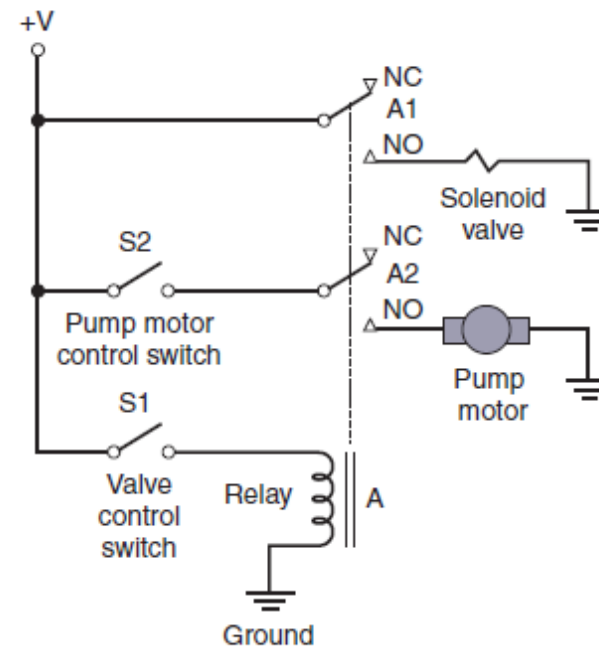 +V
NC
A1
NO
Solenoid
valve
S2
NC
A2
NO
Pump motor
control switch
Pump
motor
S1
Valve
control
switch
Relay
A
Ground